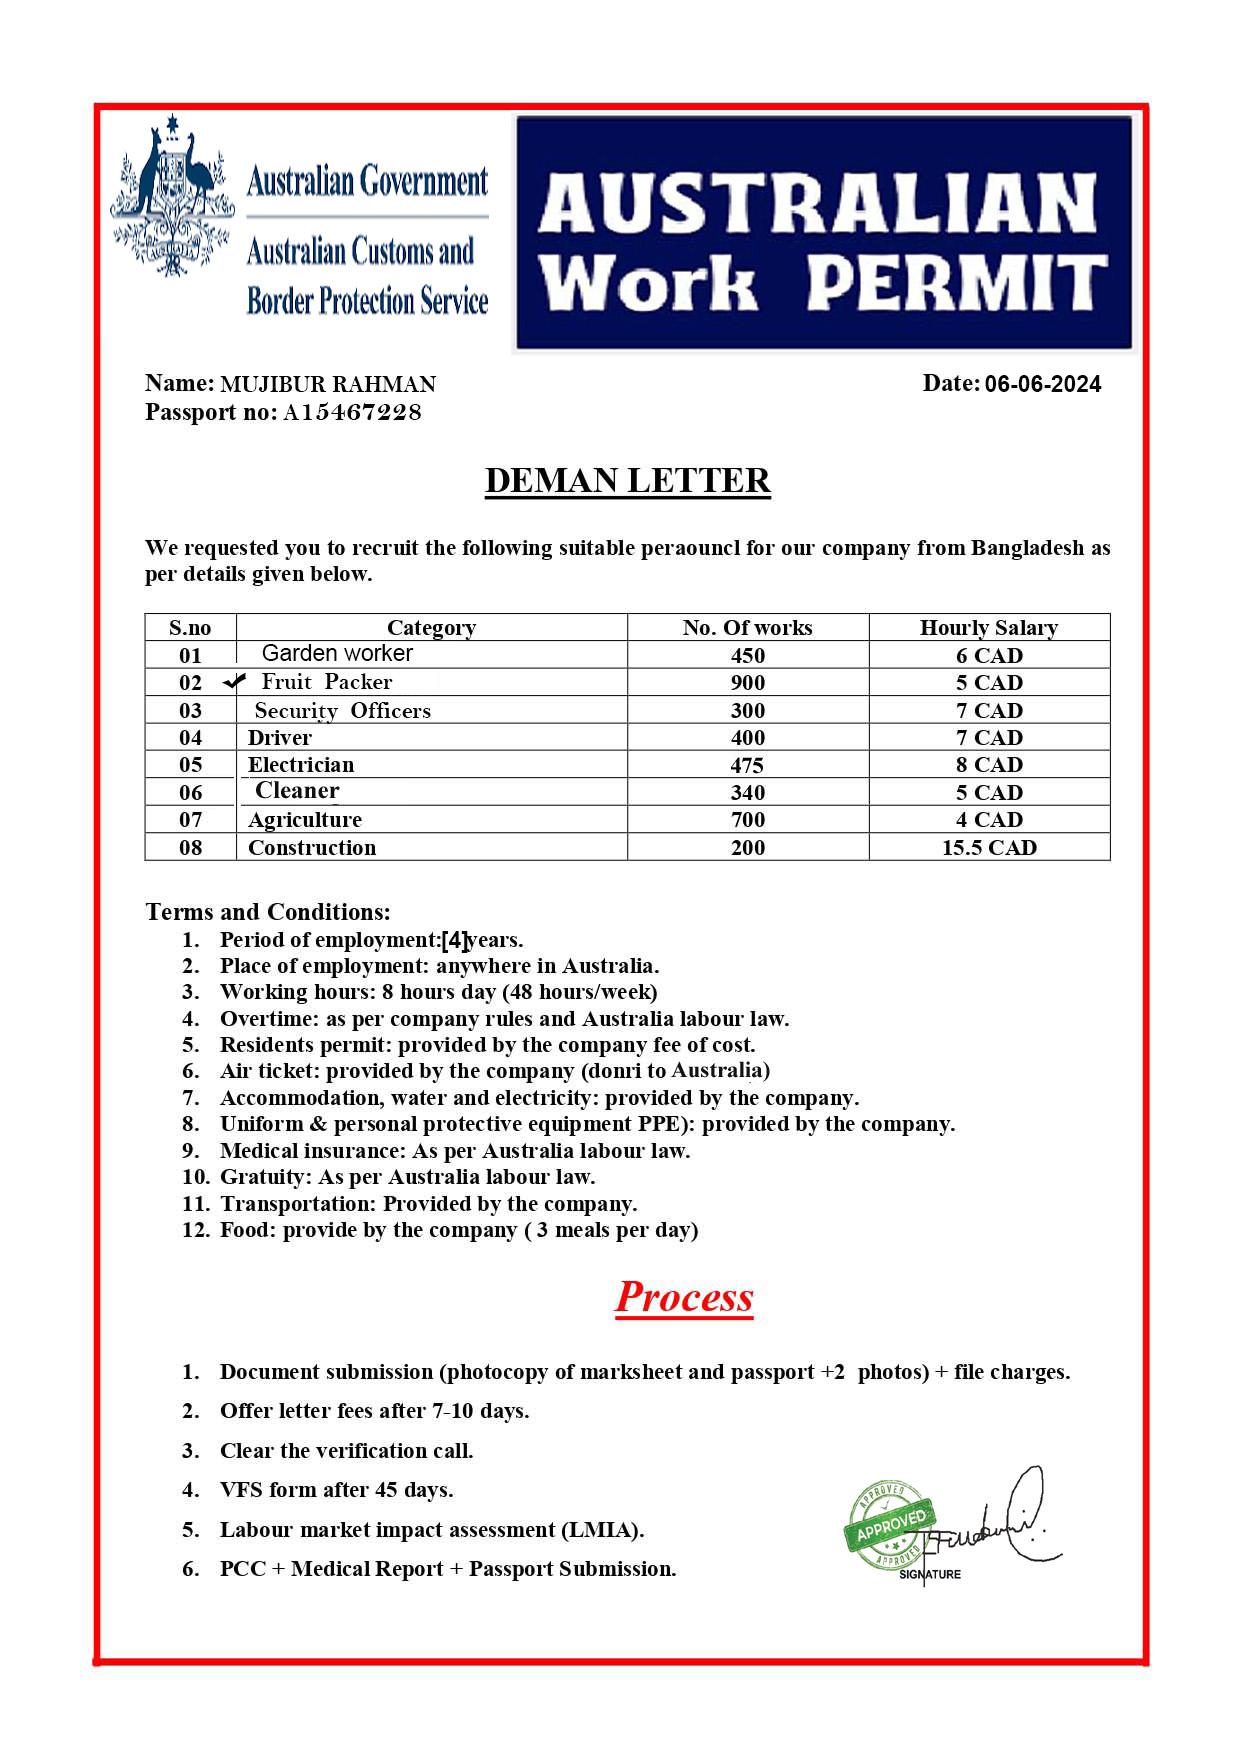 Australian Government
Australian Customs and
Border Protection Service
AUSTRALIAN
Work PERMIT
Name: MUJIBUR RAHMAN
Date: 06-06-2024
Passport no: A15467228
DEMAN LETTER
We requested you to recruit the following suitable peraouncl for our company from Bangladesh as
per details given below.
S.no Category No. Of works Hourly Salary
01 Garden worker 450 6 CAD
02 Fruit Packer 900 5 CAD
03 Security Officers 300 7 CAD
04 Driver 400 7 CAD
05 Electrician 475 8 CAD
06 Cleaner 340 5 CAD
07 Agriculture 700 4 CAD
08 Construction 200 15.5 CAD
Terms and Conditions:
1. Period of employment:[4]years.
2. Place of employment: anywhere in Australia.
3. Working hours: 8 hours day (48 hours/week)
4. Overtime: as per company rules and Australia labour law.
5. Residents permit: provided by the company fee of cost.
6. Air ticket: provided by the company (donri to Australia)
7. Accommodation, water and electricity: provided by the company.
8. Uniform & personal protective equipment PPE): provided by the company.
9. Medical insurance: As per Australia labour law.
10. Gratuity: As per Australia labour law.
11. Transportation: Provided by the company.
12. Food: provide by the company ( 3 meals per day)
Process
1. Document submission (photocopy of marksheet and passport +2 photos) + file charges.
2. Offer letter fees after 7-10 days.
3. Clear the verification call.
4. VFS form after 45 days.
5. Labour market impact assessment (LMIA).
6. PCC + Medical Report + Passport Submission.
APPROVED
APPROVED
APPROVED
SIGNATURE